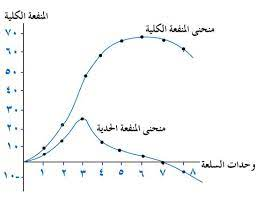 المنفعة الكلية
منحنى المنفعة الكلية
٧٠
٦٠
٥٠
٤٠
٣٠
٢٠
١٠
٠
١٠-
منحنى المنفعة الحدية
وحدات السلعة
١ ٢ ٣ ٤ ٥ ٦ ٧ ٨